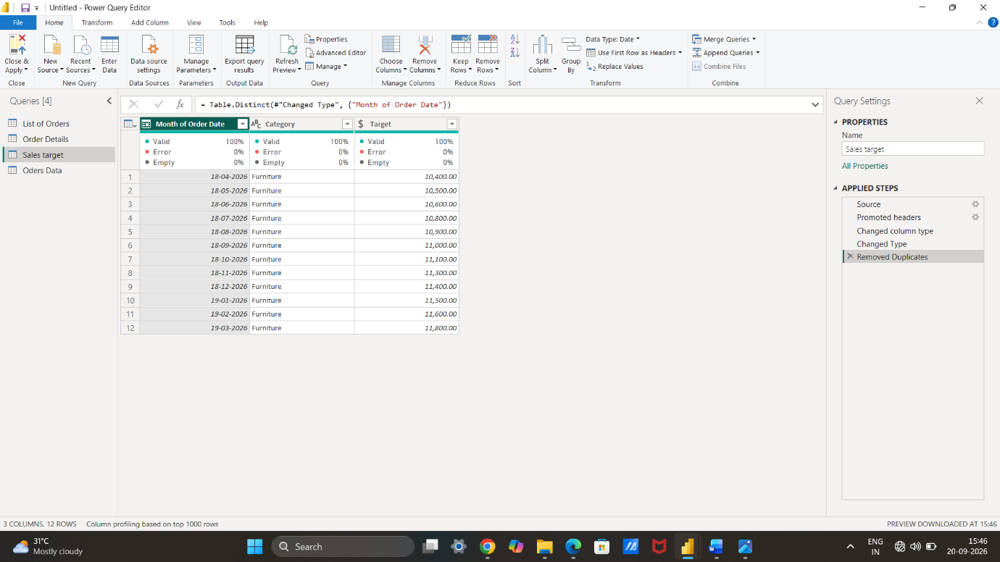 Untitled - Power Query Editor
File Home Transform Add Column View Tools Help
Close & Apply
New Source
Recent Sources
Enter Data
Data source settings
Manage Parameters
Export query results
Refresh Preview
Properties
Advanced Editor
Manage
Choose Columns
Remove Columns
Keep Rows
Remove Rows
Split Column
Group By
Data Type: Date
Use First Row as Headers
Replace Values
Merge Queries
Append Queries
Combine Files
Close New Query Data Sources Parameters Output Data Query Manage Columns Reduce Rows Sort Transform Combine
Queries [4]
List of Orders
Order Details
Sales target
Oders Data
fx = Table.Distinct(#"Changed Type", {"Month of Order Date"})
Month of Order Date ABC Category $ Target
Valid 100% Valid 100% Valid 100%
Error 0% Error 0% Error 0%
Empty 0% Empty 0% Empty 0%
1 18-04-2026 Furniture 10,400.00
2 18-05-2026 Furniture 10,500.00
3 18-06-2026 Furniture 10,600.00
4 18-07-2026 Furniture 10,800.00
5 18-08-2026 Furniture 10,900.00
6 18-09-2026 Furniture 11,000.00
7 18-10-2026 Furniture 11,100.00
8 18-11-2026 Furniture 11,300.00
9 18-12-2026 Furniture 11,400.00
10 19-01-2026 Furniture 11,500.00
11 19-02-2026 Furniture 11,600.00
12 19-03-2026 Furniture 11,800.00
Query Settings
PROPERTIES
Name
Sales target
All Properties
APPLIED STEPS
Source
Promoted headers
Changed column type
Changed Type
Removed Duplicates
3 COLUMNS, 12 ROWS Column profiling based on top 1000 rows PREVIEW DOWNLOADED AT 15:46
31°C
Mostly cloudy
Search
ENG
IN
15:46
20-09-2026